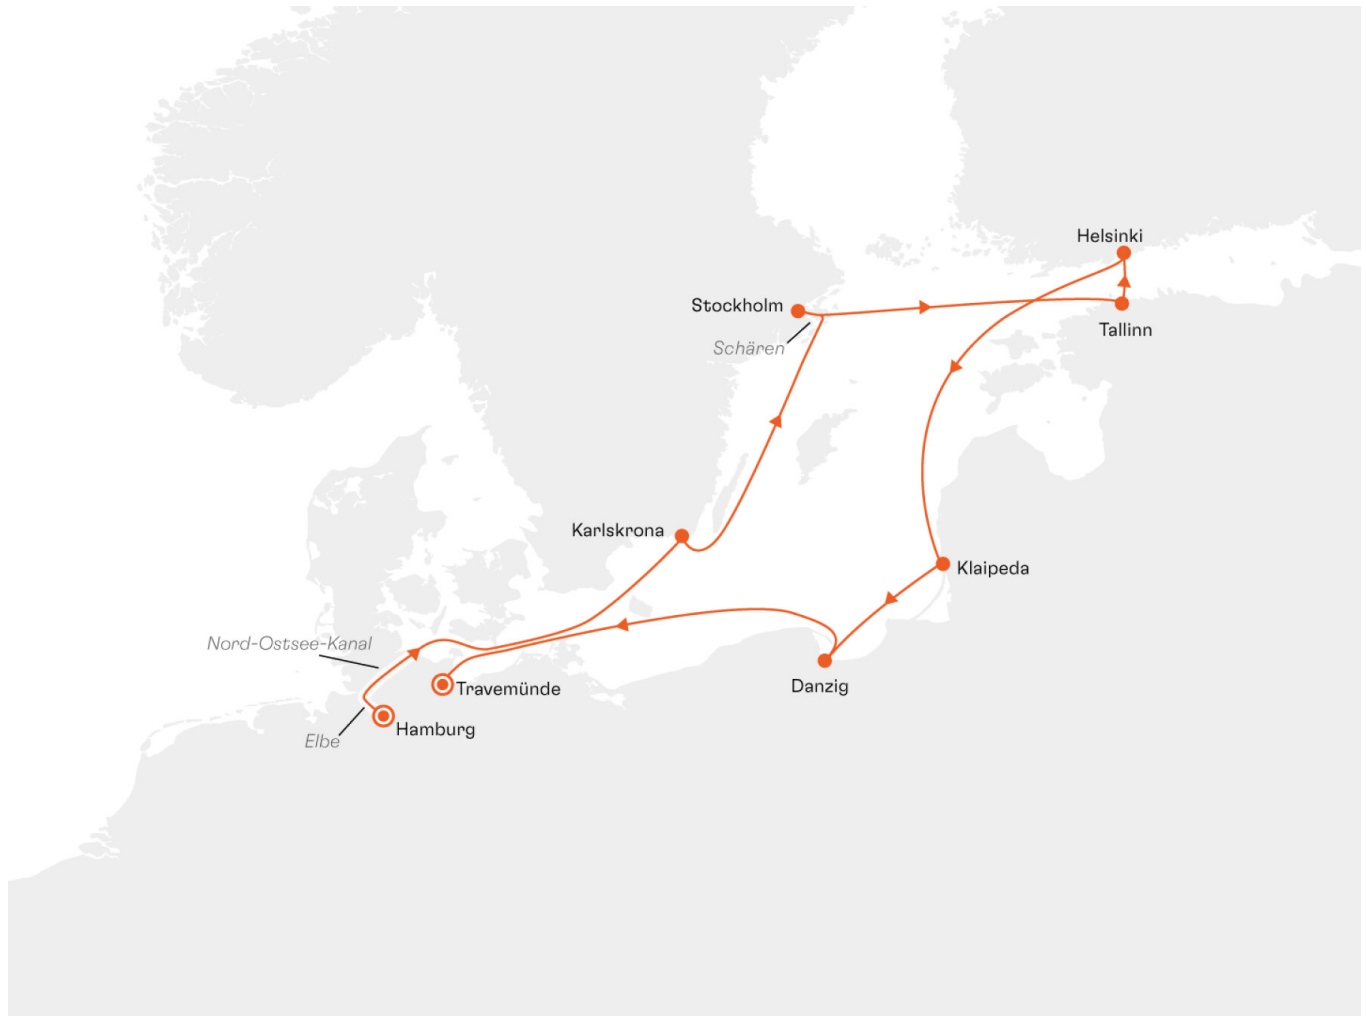 Helsinki
Stockholm
Tallinn
Schären
Karlskrona
Klaipeda
Nord-Ostsee-Kanal
Travemünde
Danzig
Hamburg
Elbe